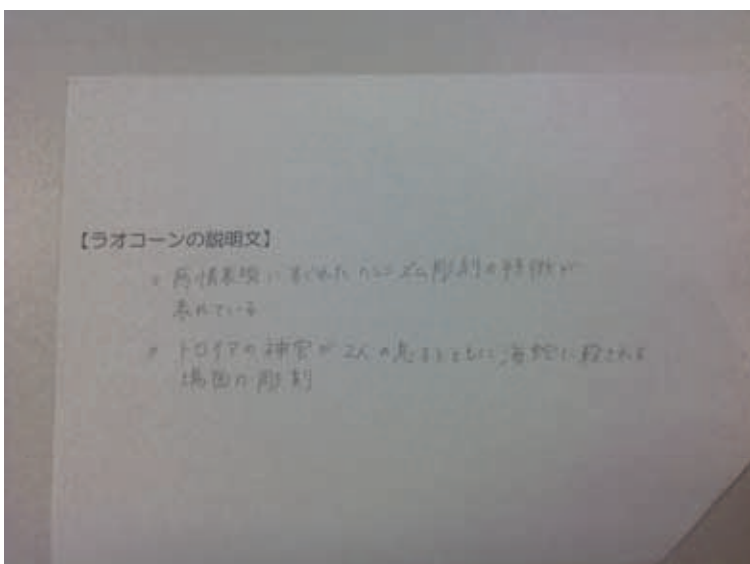 【ラオコーンの説明文】
。感情表現にすぐれたヘレニズム彫刻の特徴が
表れている
。トロイアの神官が2人の息子とともに海蛇に殺される
場面の彫刻